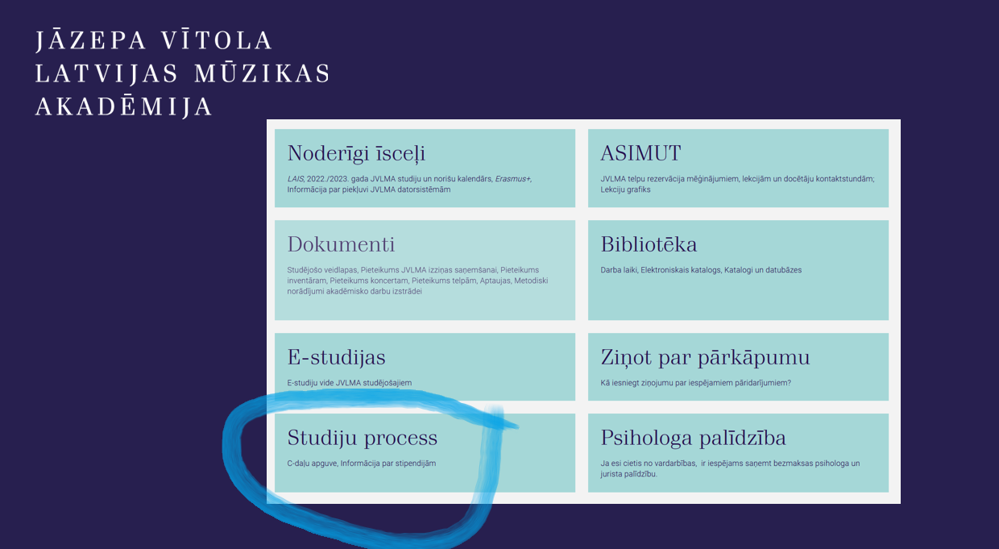 JĀZEPA VĪTOLA
LATVIJAS MŪZIKAS
AKADĒMIJA
Noderīgi īsceļi
LAIS, 2022./2023. gada JVLMA studiju un norišu kalendārs, Erasmus+,
Informācija par piekļuvi JVLMA datorsistēmām
ASIMUT
JVLMA telpu rezervācija mēģinājumiem, lekcijām un docētāju kontaktstundām;
Lekciju grafiks
Dokumenti
Studējošo veidlapas, Pieteikums JVLMA izziņas saņemšanai, Pieteikums
inventāram, Pieteikums koncertam, Pieteikums telpām, Aptaujas, Metodiski
norādījumi akadēmisko darbu izstrādei
Bibliotēka
Darba laiki, Elektroniskais katalogs, Katalogi un datubāzes
E-studijas
E-studiju vide JVLMA studējošajiem
Ziņot par pārkāpumu
Kā iesniegt ziņojumu par iespējamiem pāridarījumiem?
Studiju process
C-daļu apguve, Informācija par stipendijām
Psihologa palīdzība
Ja esi cietis no vardarbības, ir iespējams saņemt bezmaksas psihologa un
jurista palīdzību.